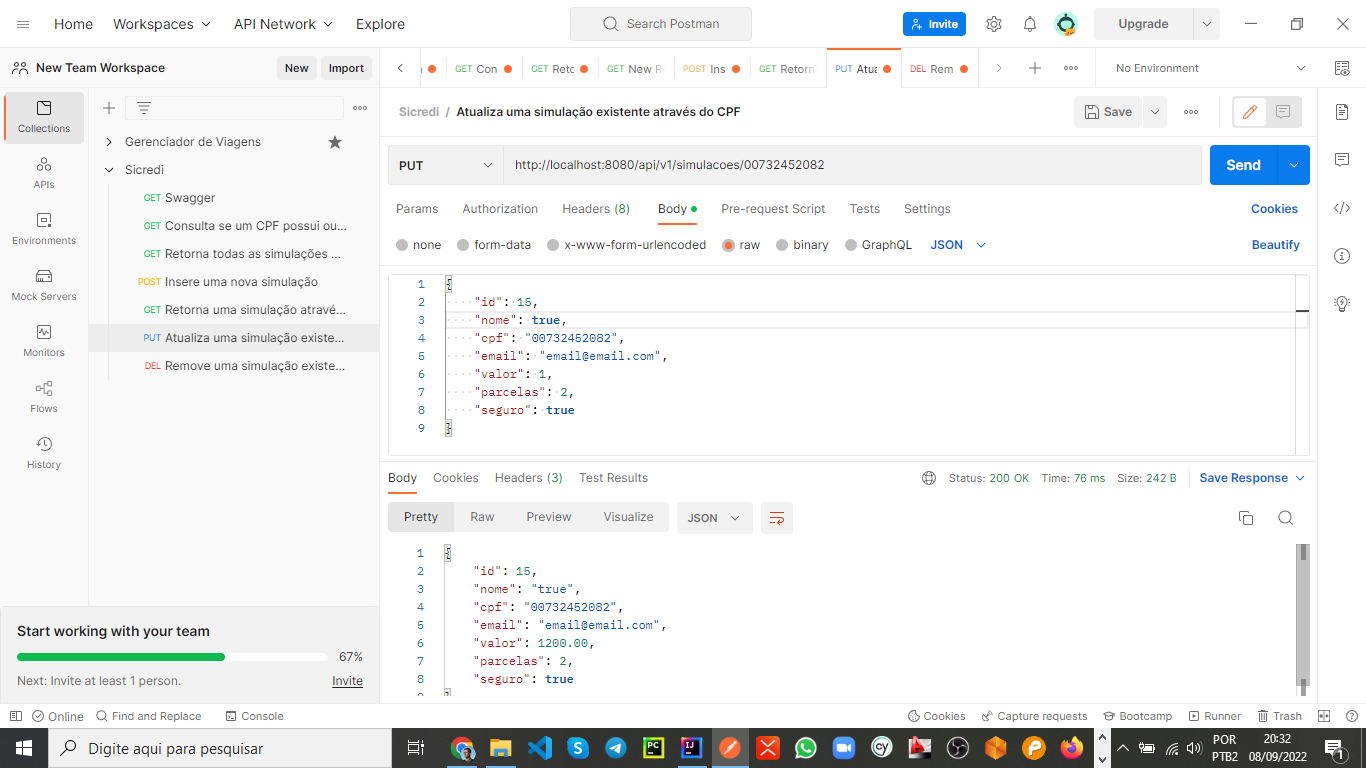 Home Workspaces API Network Explore Search Postman Invite Upgrade
New Team Workspace New Import GET Con GET Retc GET New R POST Ins GET Retorn PUT Atua DEL Rem No Environment
Collections
APIs
Environments
Mock Servers
Monitors
Flows
History
Gerenciador de Viagens
Sicredi
GET Swagger
GET Consulta se um CPF possui ou...
GET Retorna todas as simulações ...
POST Insere uma nova simulação
GET Retorna uma simulação atravé...
PUT Atualiza uma simulação existe...
DEL Remove uma simulação existe...
Start working with your team
67%
Next: Invite at least 1 person. Invite
Sicredi / Atualiza uma simulação existente através do CPF Save
PUT http://localhost:8080/api/v1/simulacoes/00732452082 Send
Params Authorization Headers (8) Body Pre-request Script Tests Settings Cookies
none form-data x-www-form-urlencoded raw binary GraphQL JSON Beautify
1 {
2 "id": 15,
3 "nome": true,
4 "cpf": "00732452082",
5 "email": "email@email.com",
6 "valor": 1,
7 "parcelas": 2,
8 "seguro": true
9 }
Body Cookies Headers (3) Test Results Status: 200 OK Time: 76 ms Size: 242 B Save Response
Pretty Raw Preview Visualize JSON
1 {
2 "id": 15,
3 "nome": "true",
4 "cpf": "00732452082",
5 "email": "email@email.com",
6 "valor": 1200.00,
7 "parcelas": 2,
8 "seguro": true
9 }
Online Find and Replace Console Cookies Capture requests Bootcamp Runner Trash
Digite aqui para pesquisar
POR
PTB2
20:32
08/09/2022
1